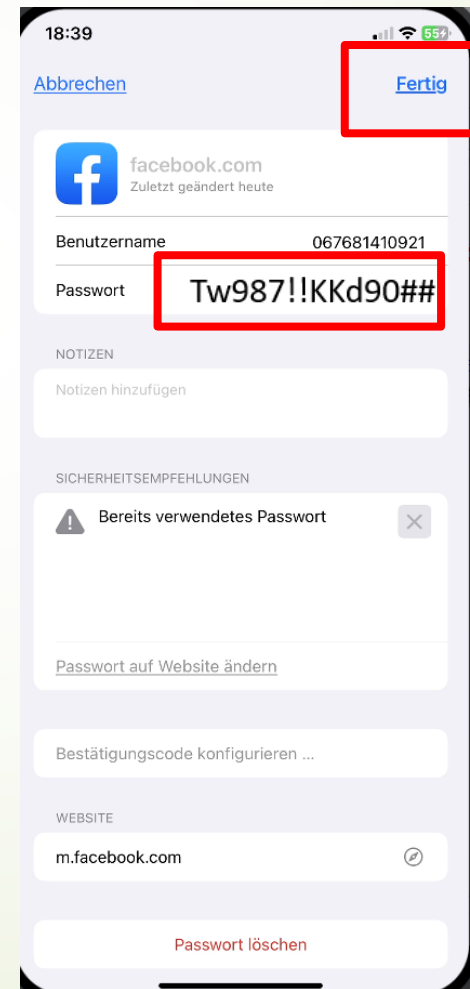 18:39
55
Abbrechen
Fertig
facebook.com
Zuletzt geändert heute
Benutzername 067681410921
Passwort Tw987!!KKd90##
NOTIZEN
Notizen hinzufügen
SICHERHEITSEMPFEHLUNGEN
Bereits verwendetes Passwort
Passwort auf Website ändern
Bestätigungscode konfigurieren ...
WEBSITE
m.facebook.com
Passwort löschen